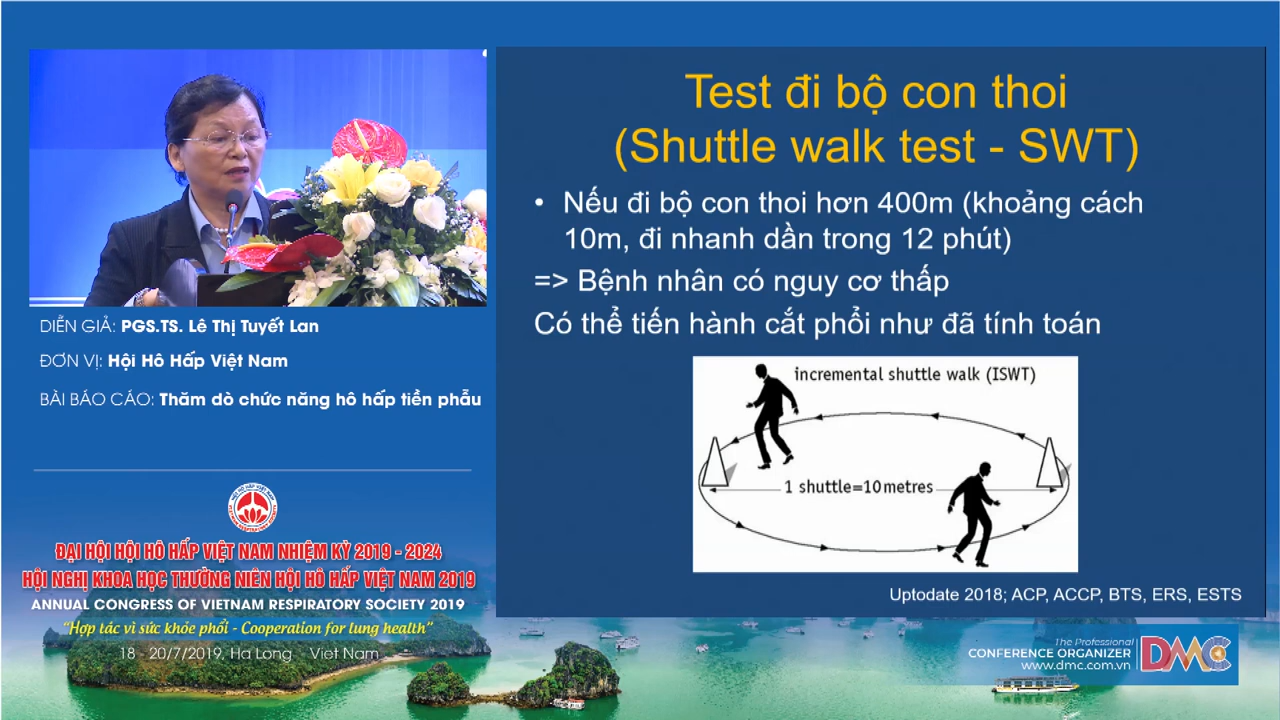 Test đi bộ con thoi
(Shuttle walk test - SWT)
• Nếu đi bộ con thoi hơn 400m (khoảng cách
10m, đi nhanh dần trong 12 phút)
=> Bệnh nhân có nguy cơ thấp
Có thể tiến hành cắt phổi như đã tính toán
incremental shuttle walk (ISWT)
1 shuttle=10 metres
Uptodate 2018; ACP, ACCP, BTS, ERS, ESTS
DIỄN GIẢ: PGS.TS. Lê Thị Tuyết Lan
ĐƠN VỊ: Hội Hô Hấp Việt Nam
BÀI BÁO CÁO: Thăm dò chức năng hô hấp tiền phẫu
ĐẠI HỘI HỘI HÔ HẤP VIỆT NAM NHIỆM KỲ 2019 - 2024
HỘI NGHỊ KHOA HỌC THƯỜNG NIÊN HỘI HÔ HẤP VIỆT NAM 2019
ANNUAL CONGRESS OF VIETNAM RESPIRATORY SOCIETY 2019
“Hợp tác vì sức khỏe phổi - Cooperation for lung health”
18 - 20/7/2019, Ha Long Viet Nam
The Professional
CONFERENCE ORGANIZER
www.dmc.com.vn
DMC